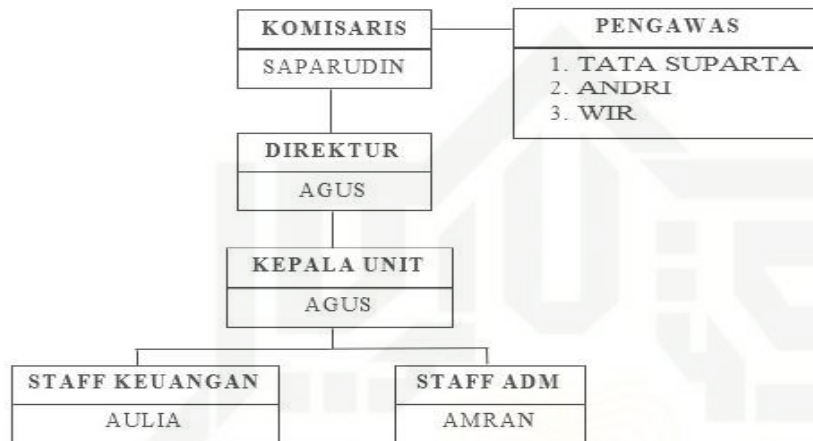 KOMISARIS
SAPARUDIN
PENGAWAS
1. TATA SUPARTA
2. ANDRI
3. WIR
DIREKTUR
AGUS
KEPALA UNIT
AGUS
STAFF KEUANGAN
AULIA
STAFF ADM
AMRAN